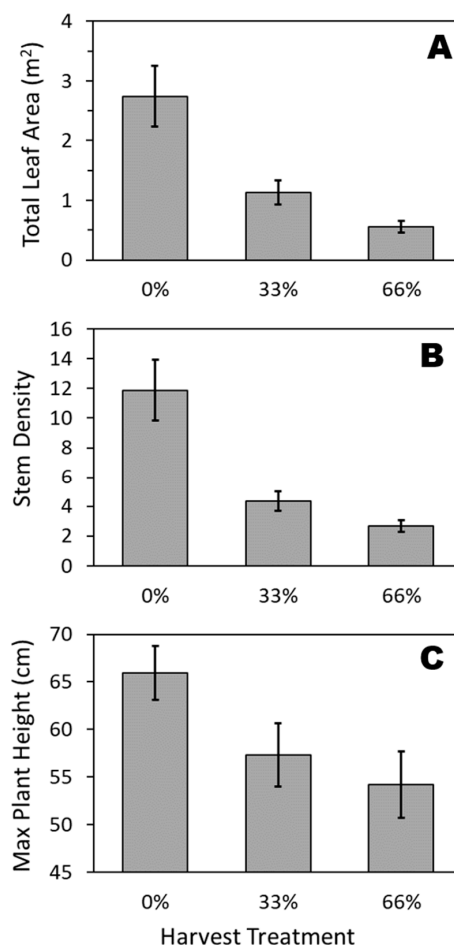 A
Total Leaf Area (m²)
4
3
2
1
0
0% 33% 66%
B
Stem Density
16
14
12
10
8
6
4
2
0
0% 33% 66%
C
Max Plant Height (cm)
70
65
60
55
50
45
0% 33% 66%
Harvest Treatment